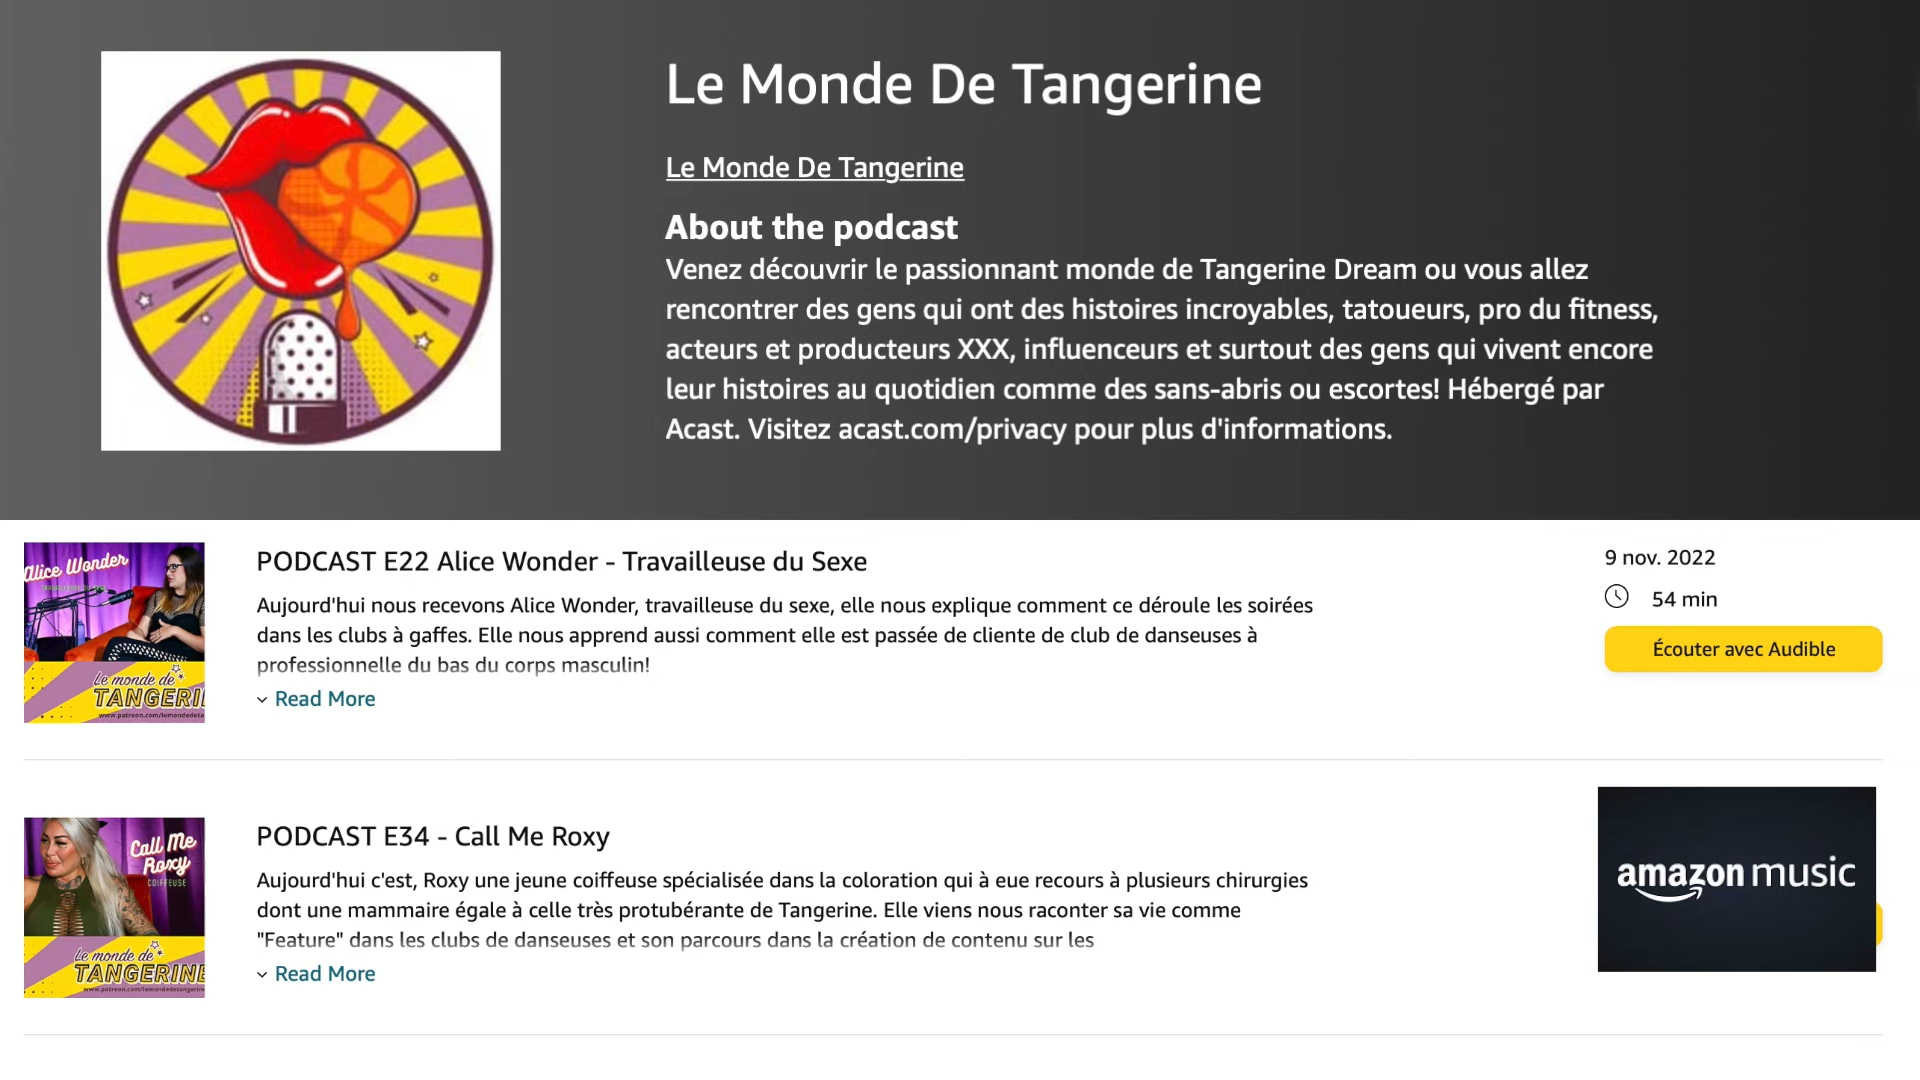 Le Monde De Tangerine
Le Monde De Tangerine
About the podcast
Venez découvrir le passionnant monde de Tangerine Dream ou vous allez
rencontrer des gens qui ont des histoires incroyables, tatoueurs, pro du fitness,
acteurs et producteurs XXX, influenceurs et surtout des gens qui vivent encore
leur histoires au quotidien comme des sans-abris ou escortes! Hébergé par
Acast. Visitez acast.com/privacy pour plus d'informations.
Alice Wonder
Le monde de
TANGERI
www.patreon.com/lemondedeta
PODCAST E22 Alice Wonder - Travailleuse du Sexe
Aujourd'hui nous recevons Alice Wonder, travailleuse du sexe, elle nous explique comment ce déroule les soirées
dans les clubs à gaffes. Elle nous apprend aussi comment elle est passée de cliente de club de danseuses à
professionnelle du bas du corps masculin!
Read More
9 nov. 2022
54 min
Écouter avec Audible
Call Me
Roxy
COIFFEUSE
Le monde de
TANGERINE
www.patreon.com/lemondedetangerin
PODCAST E34 - Call Me Roxy
Aujourd'hui c'est, Roxy une jeune coiffeuse spécialisée dans la coloration qui à eue recours à plusieurs chirurgies
dont une mammaire égale à celle très protubérante de Tangerine. Elle viens nous raconter sa vie comme
"Feature" dans les clubs de danseuses et son parcours dans la création de contenu sur les
Read More
amazon music